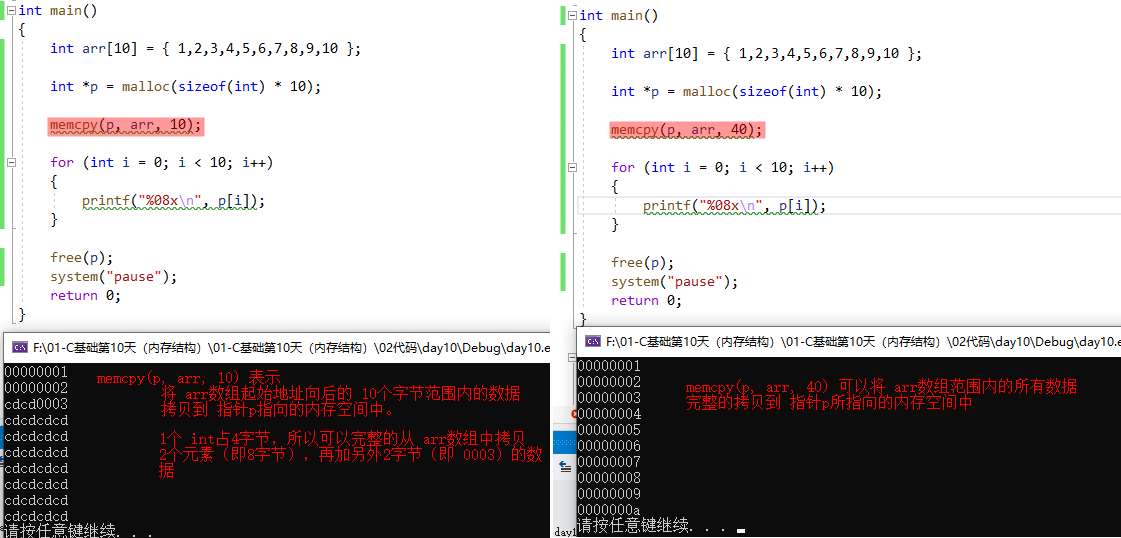 int main()
{
int arr[10] = { 1,2,3,4,5,6,7,8,9,10 };
int *p = malloc(sizeof(int) * 10);
memcpy(p, arr, 10);
for (int i = 0; i < 10; i++)
{
printf("%08x\n", p[i]);
}
free(p);
system("pause");
return 0;
}
F:\01-C基础第10天（内存结构）\01-C基础第10天（内存结构）\02代码\day10\Debug\day10.e
00000001
00000002
cdcd0003
cdcdcdcd
cdcdcdcd
cdcdcdcd
cdcdcdcd
cdcdcdcd
cdcdcdcd
cdcdcdcd
请按任意键继续. . .
memcpy(p, arr, 10) 表示
将 arr数组起始地址向后的 10个字节范围内的数据
拷贝到 指针p指向的内存空间中。
1个 int占4字节，所以可以完整的从 arr数组中拷贝
2个元素（即8字节），再加另外2字节（即 0003）的数
据
int main()
{
int arr[10] = { 1,2,3,4,5,6,7,8,9,10 };
int *p = malloc(sizeof(int) * 10);
memcpy(p, arr, 40);
for (int i = 0; i < 10; i++)
{
printf("%08x\n", p[i]);
}
free(p);
system("pause");
return 0;
}
F:\01-C基础第10天（内存结构）\01-C基础第10天（内存结构）\02代码\day10\Debug\day10.e
00000001
00000002
00000003
00000004
00000005
00000006
00000007
00000008
00000009
0000000a
请按任意键继续. . .
memcpy(p, arr, 40) 可以将 arr数组范围内的所有数据
完整的拷贝到 指针p所指向的内存空间中
day1